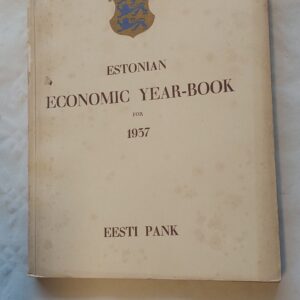 ESTONIAN
ECONOMIC YEAR-BOOK
FOR
1937
EESTI PANK